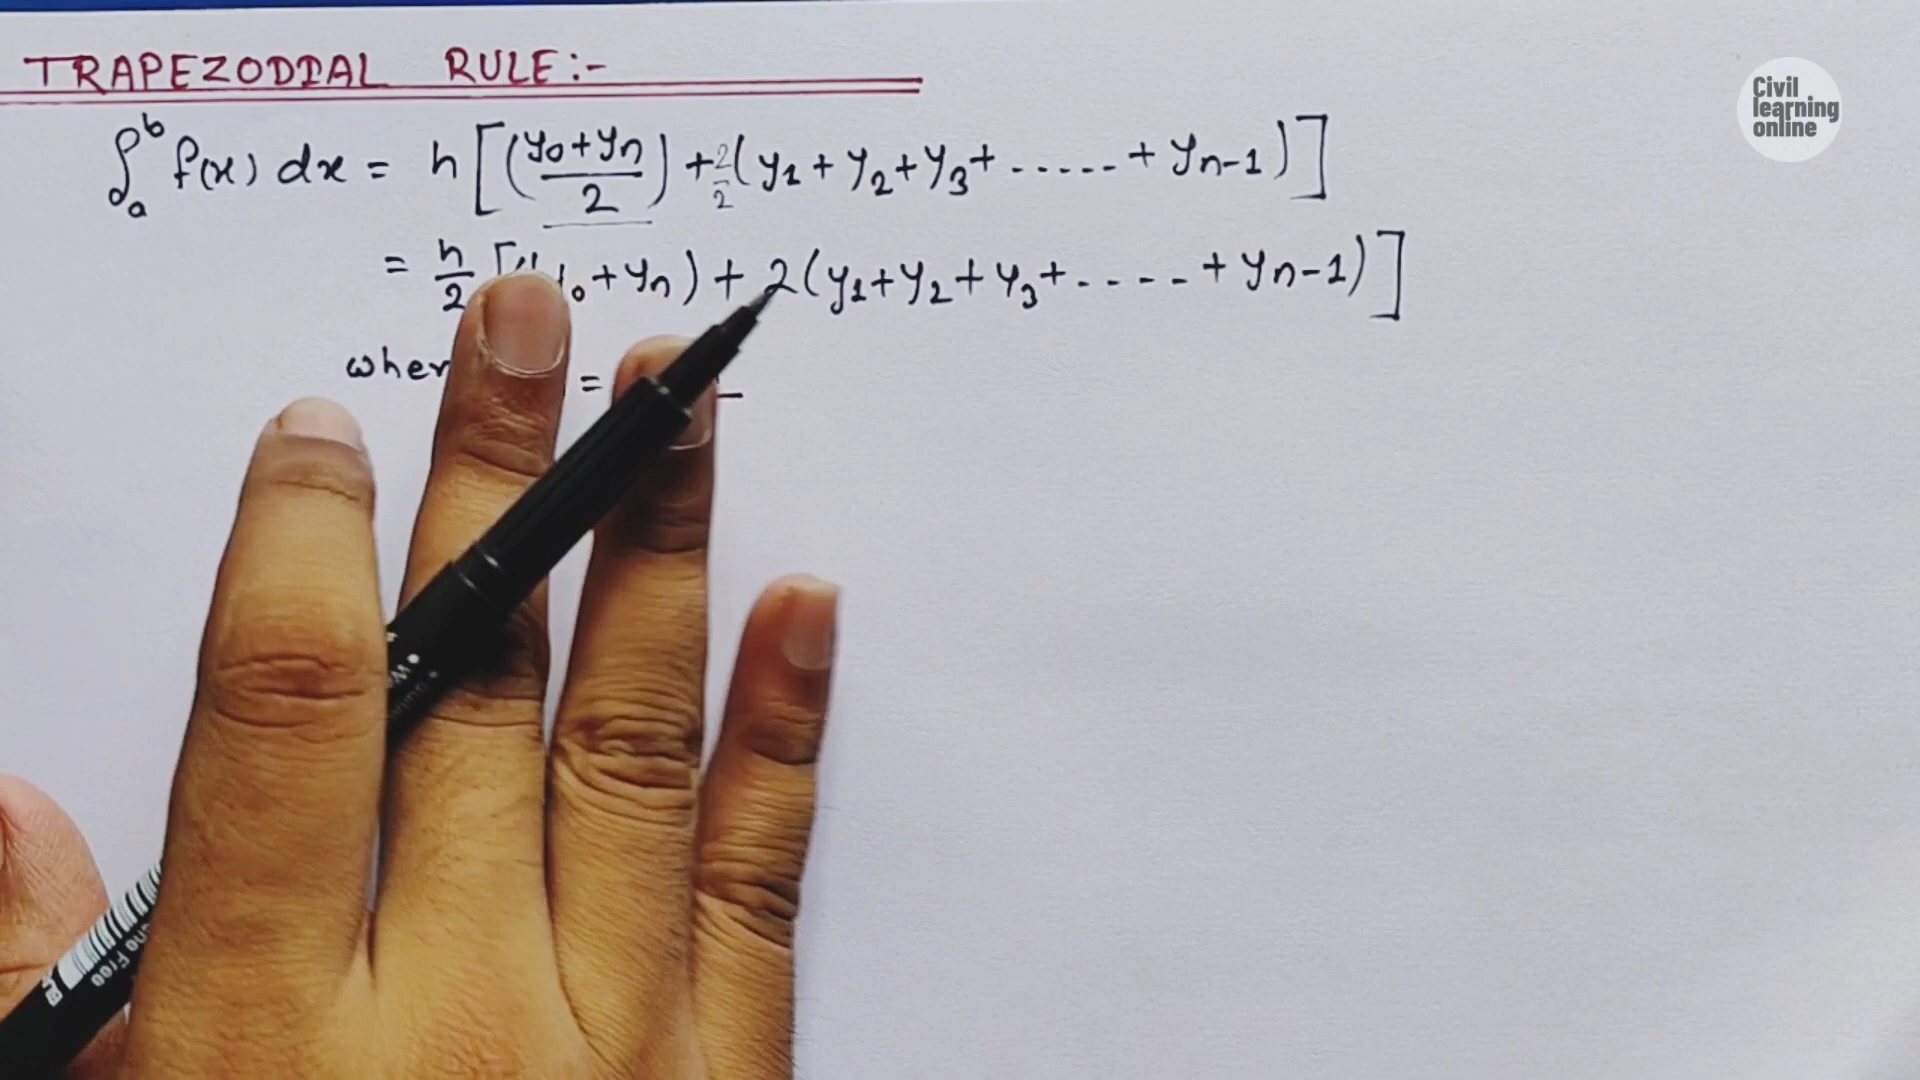 TRAPEZODIAL RULE:-
∫ₐᵇ f(x) dx = h [(y₀+yₙ / 2) + 2/2 (y₁ + y₂ + y₃ + ..... + yₙ₋₁)]
= h/2 [(y₀ + yₙ) + 2 (y₁ + y₂ + y₃ + .... + yₙ₋₁)]
=
Civil
learning
online